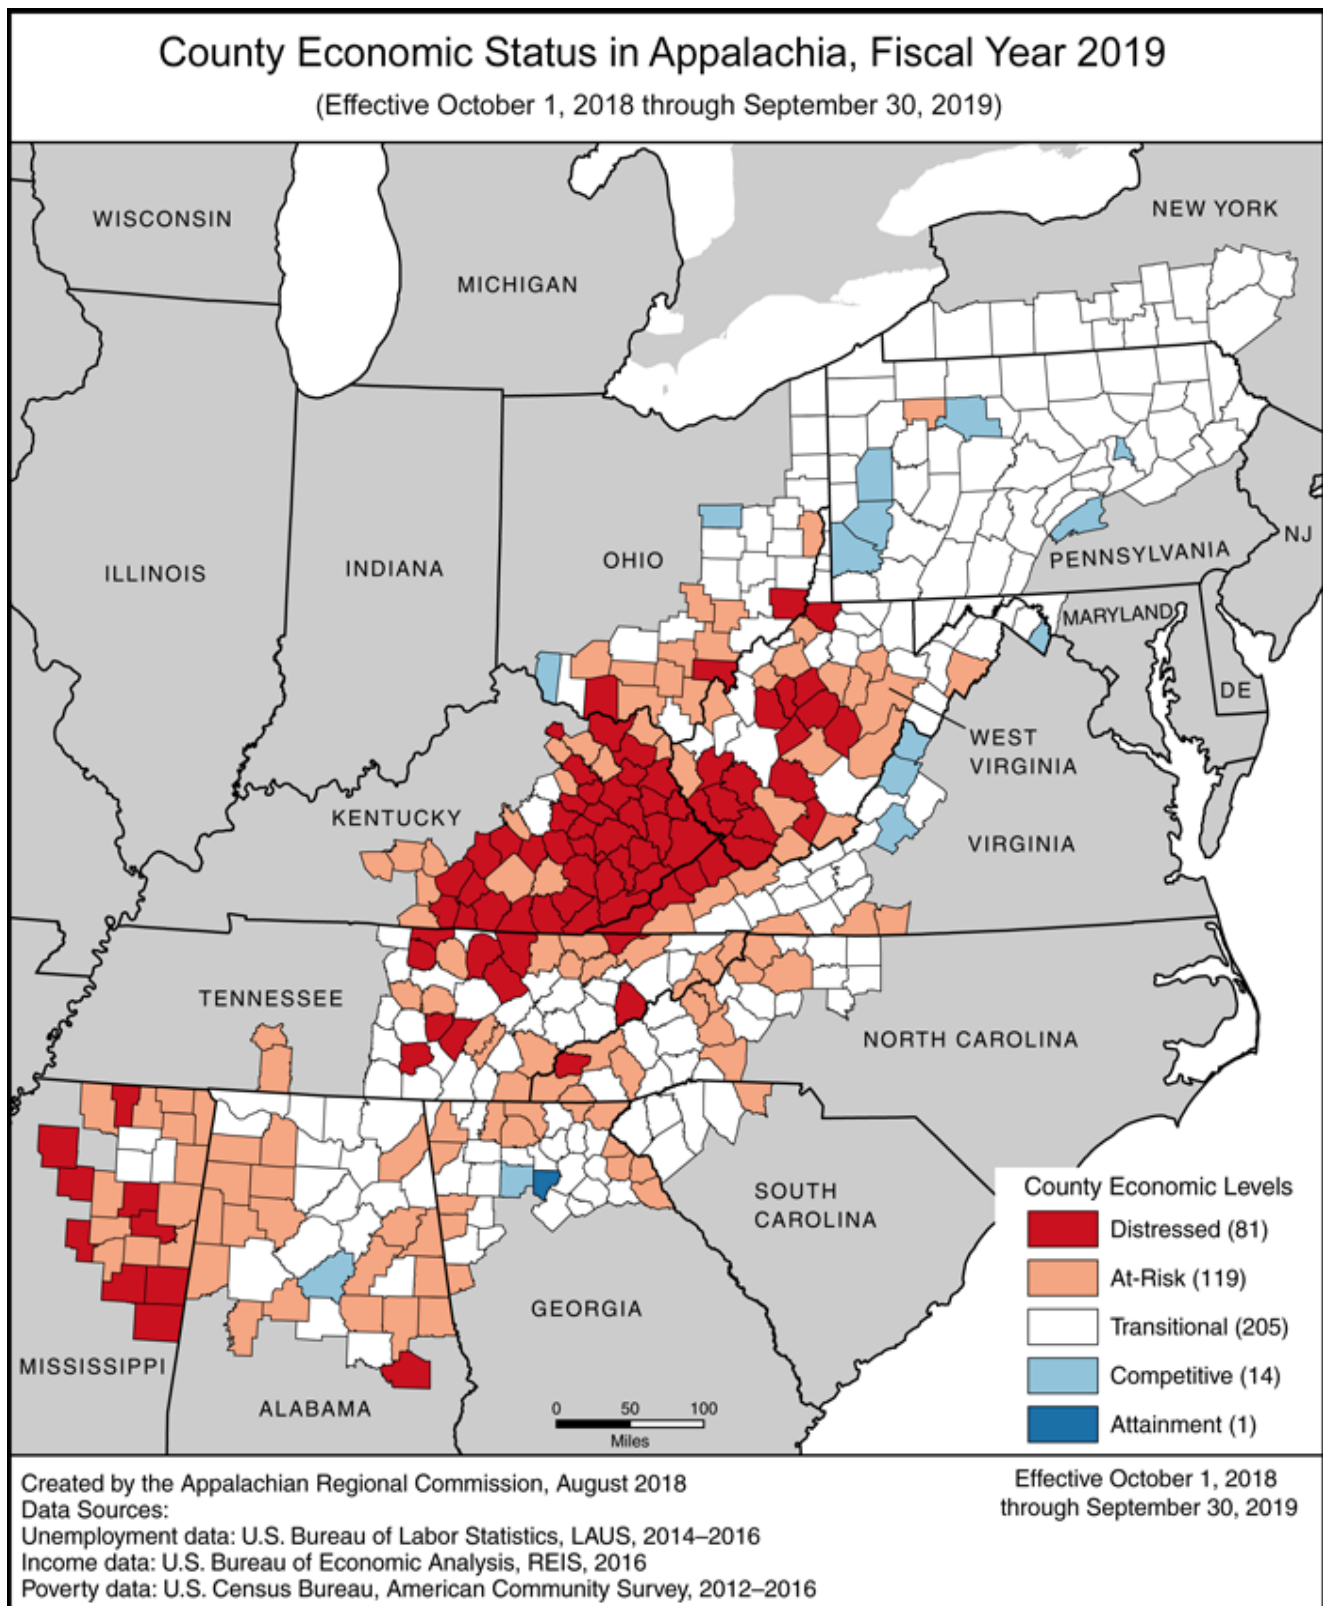 County Economic Status in Appalachia, Fiscal Year 2019
(Effective October 1, 2018 through September 30, 2019)
WISCONSIN
NEW YORK
MICHIGAN
ILLINOIS
INDIANA
OHIO
PENNSYLVANIA
NJ
MARYLAND
DE
WEST
VIRGINIA
KENTUCKY
VIRGINIA
TENNESSEE
NORTH CAROLINA
SOUTH
CAROLINA
GEORGIA
MISSISSIPPI
ALABAMA
0 50 100
Miles
County Economic Levels
Distressed (81)
At-Risk (119)
Transitional (205)
Competitive (14)
Attainment (1)
Created by the Appalachian Regional Commission, August 2018
Data Sources:
Unemployment data: U.S. Bureau of Labor Statistics, LAUS, 2014–2016
Income data: U.S. Bureau of Economic Analysis, REIS, 2016
Poverty data: U.S. Census Bureau, American Community Survey, 2012–2016
Effective October 1, 2018
through September 30, 2019